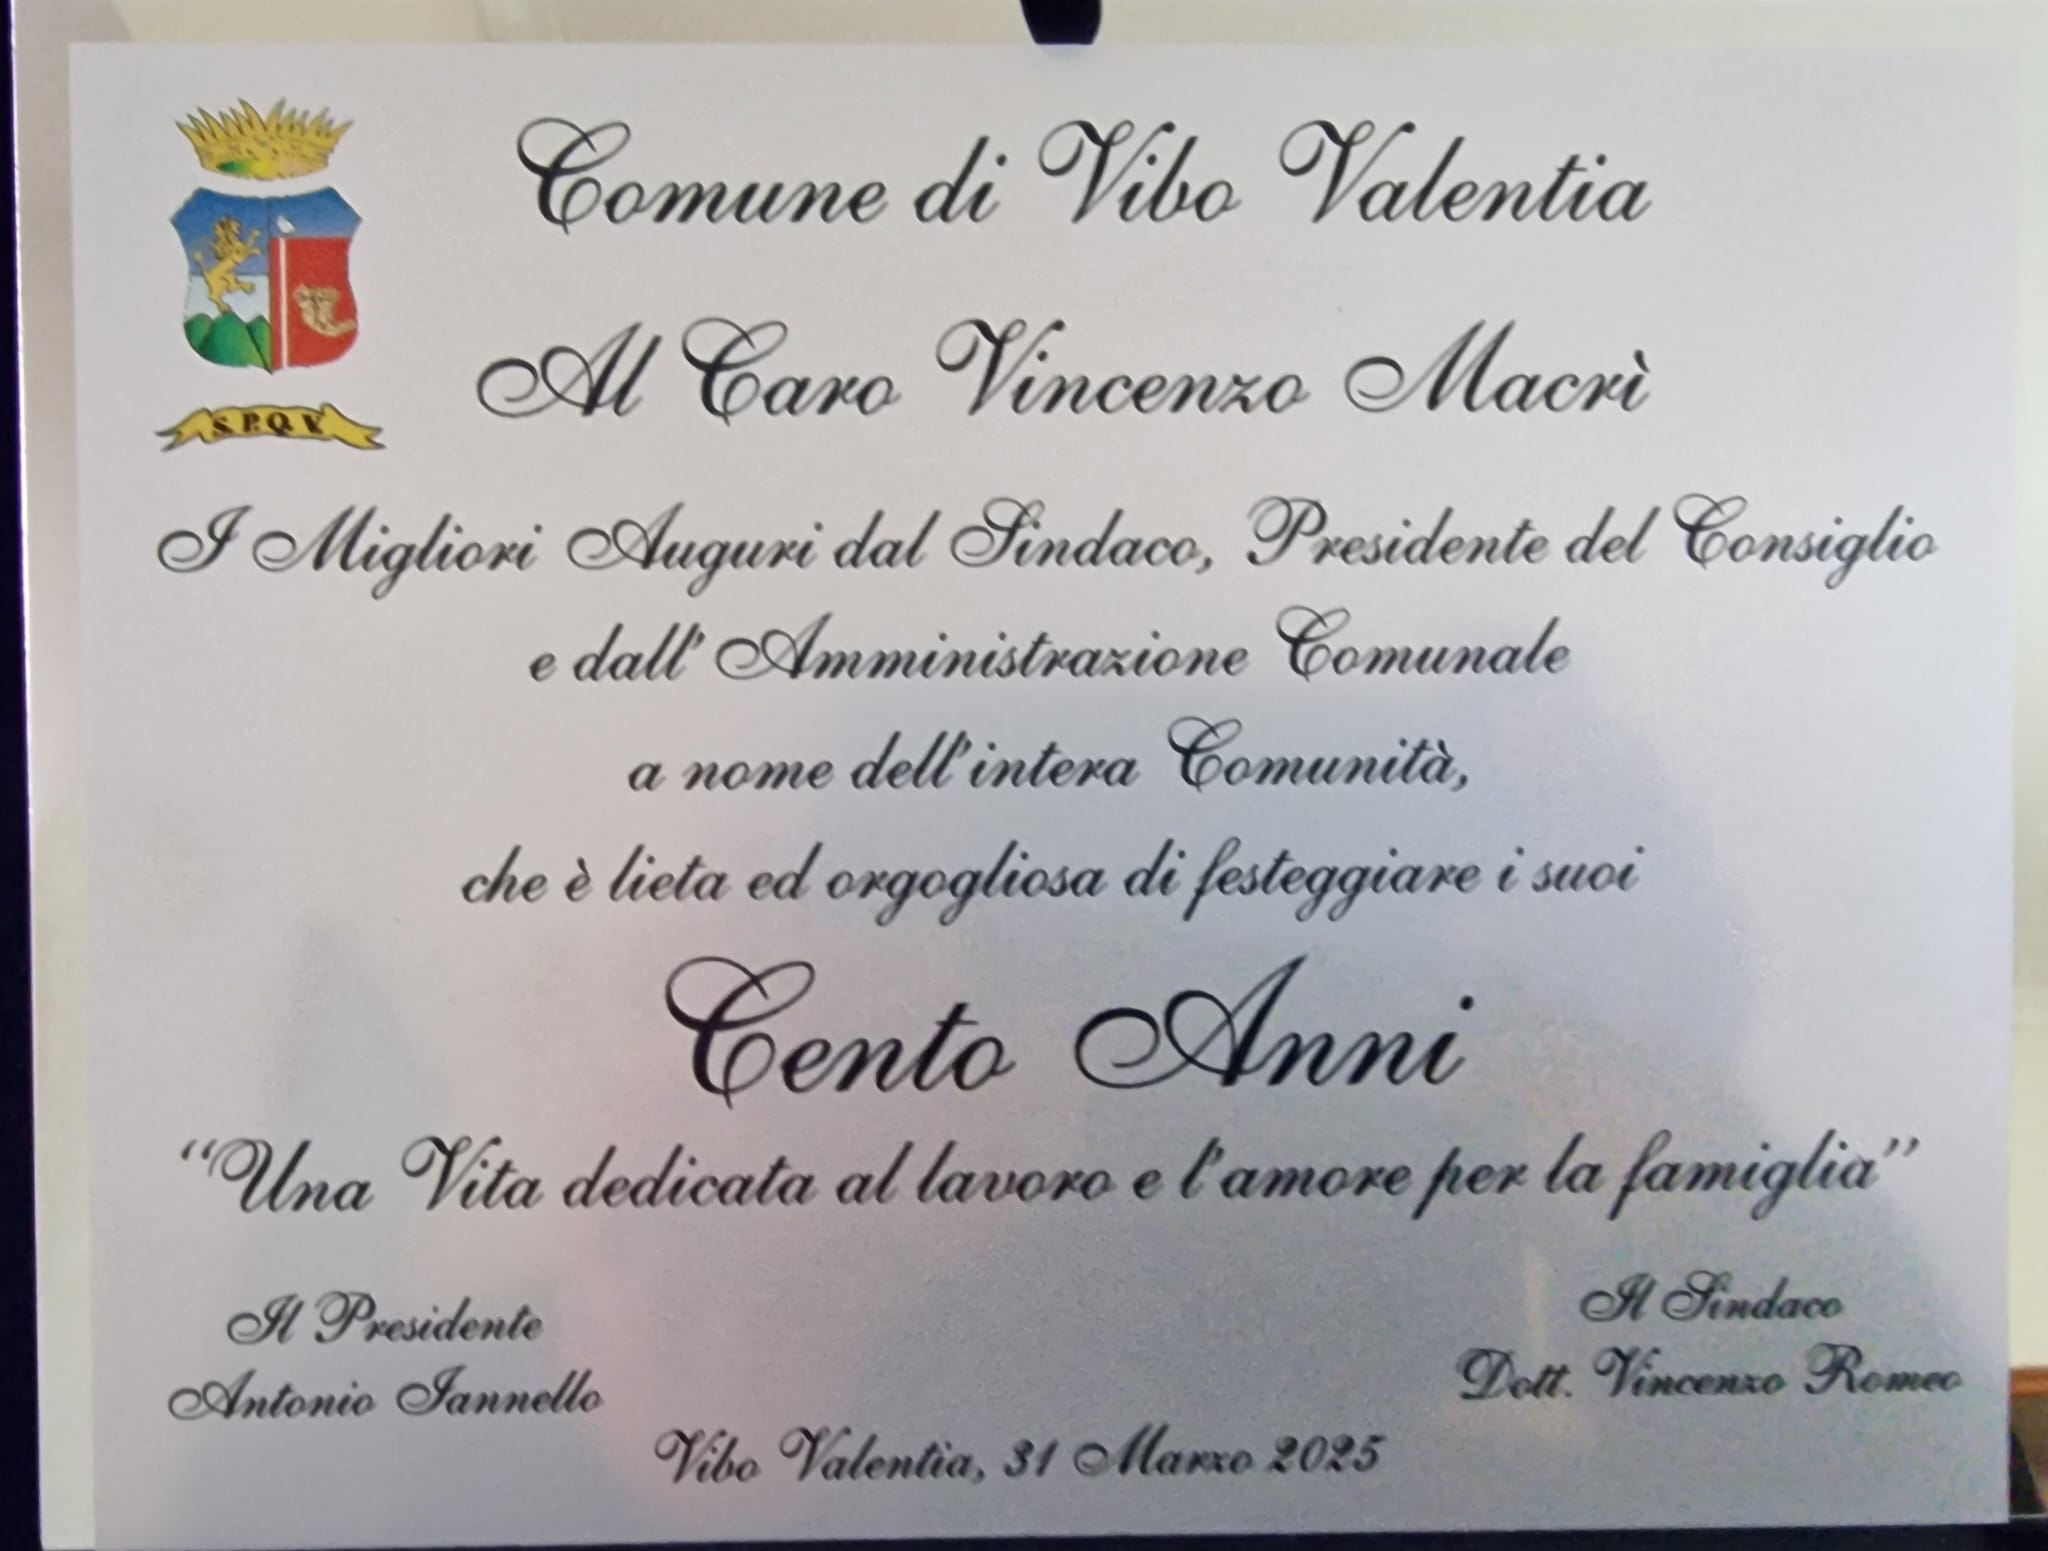 Comune di Vibo Valentia
S.P.Q.V.
Al Caro Vincenzo Macrì
I Migliori Auguri dal Sindaco, Presidente del Consiglio
e dall' Amministrazione Comunale
a nome dell'intera Comunità,
che è lieta ed orgogliosa di festeggiare i suoi
Cento Anni
“Una Vita dedicata al lavoro e l'amore per la famiglia”
Il Presidente
Antonio Iannello
Il Sindaco
Dott. Vincenzo Romeo
Vibo Valentia, 31 Marzo 2025